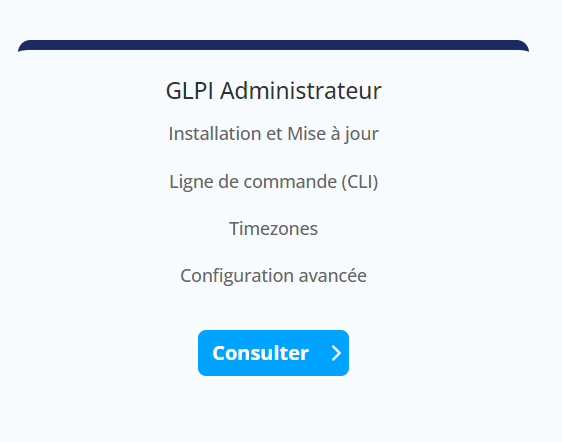 GLPI Administrateur
Installation et Mise à jour
Ligne de commande (CLI)
Timezones
Configuration avancée
Consulter